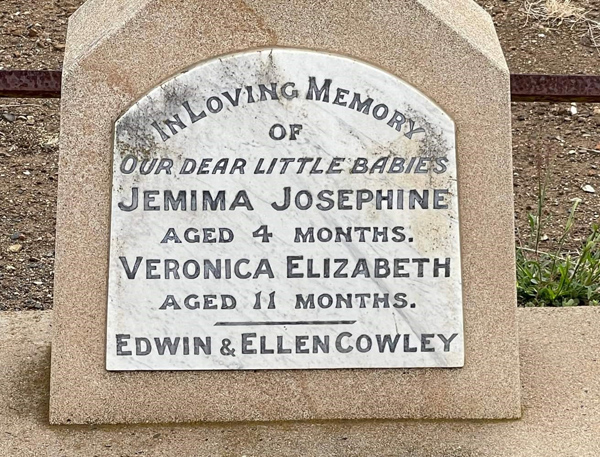 In Loving Memory
OF
OUR DEAR LITTLE BABIES
JEMIMA JOSEPHINE
AGED 4 MONTHS.
VERONICA ELIZABETH
AGED 11 MONTHS.
EDWIN & ELLEN COWLEY